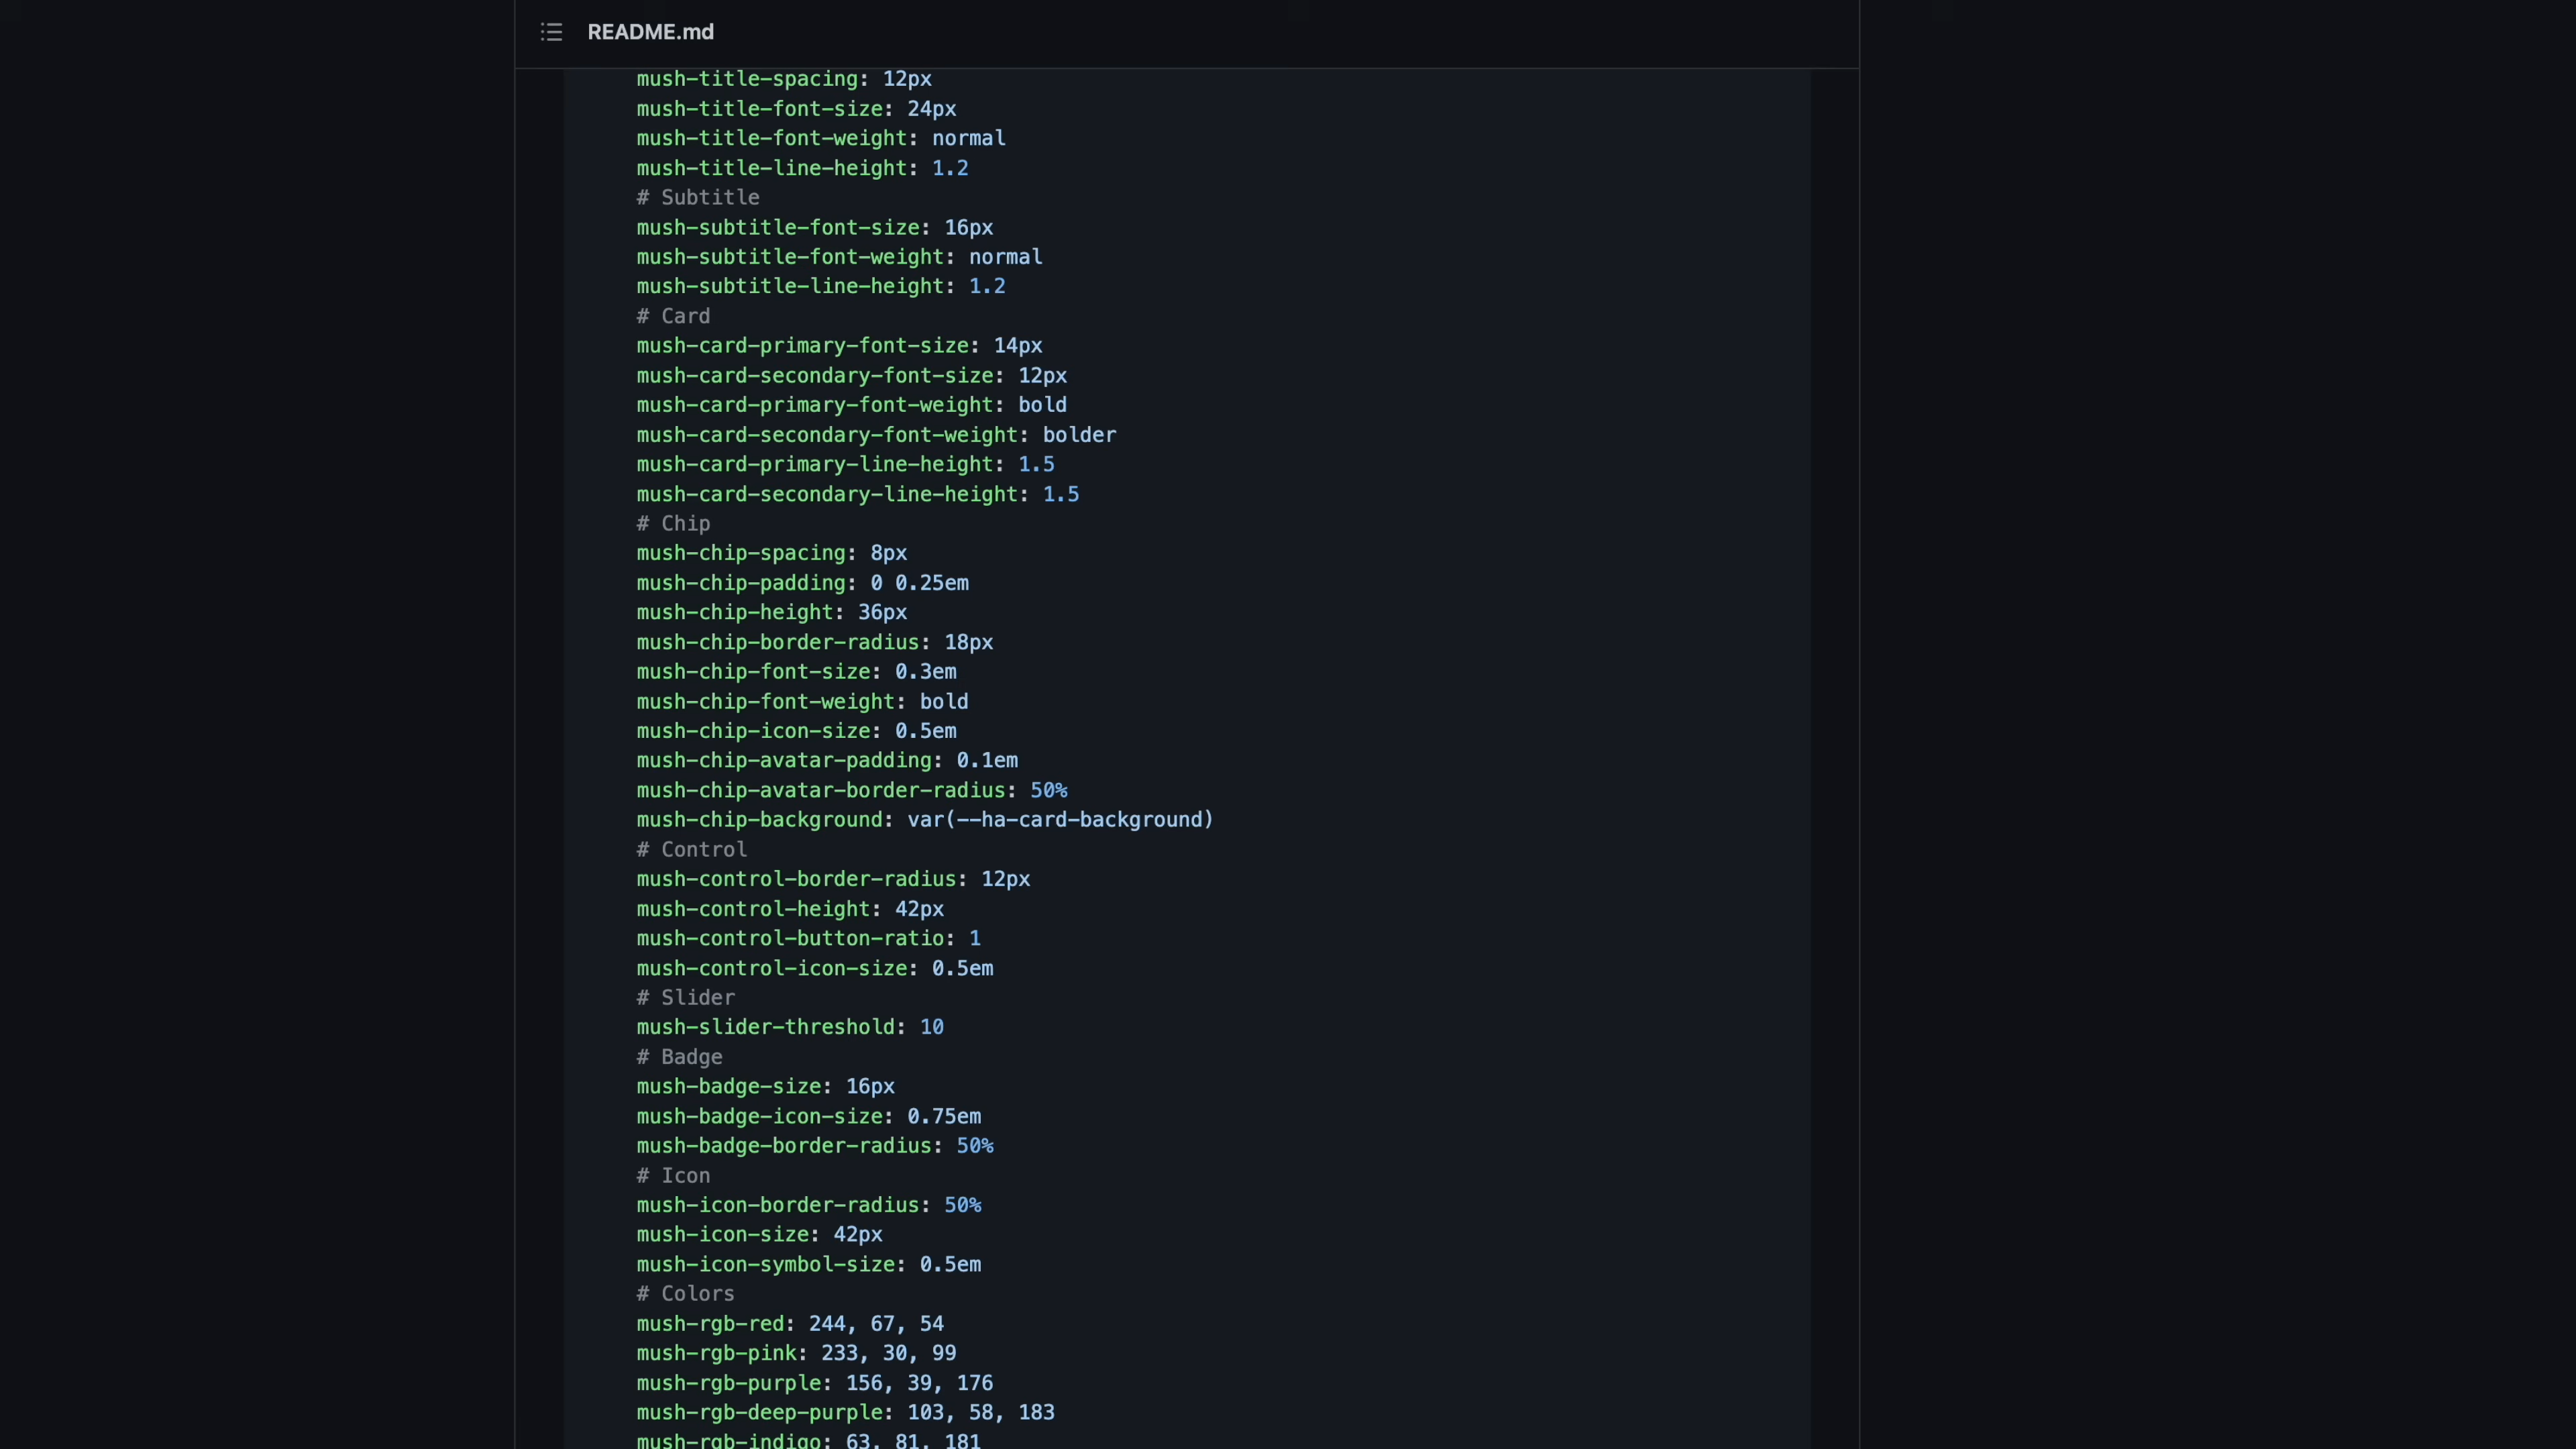 README.md
mush-title-spacing: 12px
mush-title-font-size: 24px
mush-title-font-weight: normal
mush-title-line-height: 1.2
# Subtitle
mush-subtitle-font-size: 16px
mush-subtitle-font-weight: normal
mush-subtitle-line-height: 1.2
# Card
mush-card-primary-font-size: 14px
mush-card-secondary-font-size: 12px
mush-card-primary-font-weight: bold
mush-card-secondary-font-weight: bolder
mush-card-primary-line-height: 1.5
mush-card-secondary-line-height: 1.5
# Chip
mush-chip-spacing: 8px
mush-chip-padding: 0 0.25em
mush-chip-height: 36px
mush-chip-border-radius: 18px
mush-chip-font-size: 0.3em
mush-chip-font-weight: bold
mush-chip-icon-size: 0.5em
mush-chip-avatar-padding: 0.1em
mush-chip-avatar-border-radius: 50%
mush-chip-background: var(--ha-card-background)
# Control
mush-control-border-radius: 12px
mush-control-height: 42px
mush-control-button-ratio: 1
mush-control-icon-size: 0.5em
# Slider
mush-slider-threshold: 10
# Badge
mush-badge-size: 16px
mush-badge-icon-size: 0.75em
mush-badge-border-radius: 50%
# Icon
mush-icon-border-radius: 50%
mush-icon-size: 42px
mush-icon-symbol-size: 0.5em
# Colors
mush-rgb-red: 244, 67, 54
mush-rgb-pink: 233, 30, 99
mush-rgb-purple: 156, 39, 176
mush-rgb-deep-purple: 103, 58, 183
mush-rgb-indigo: 63, 81, 181